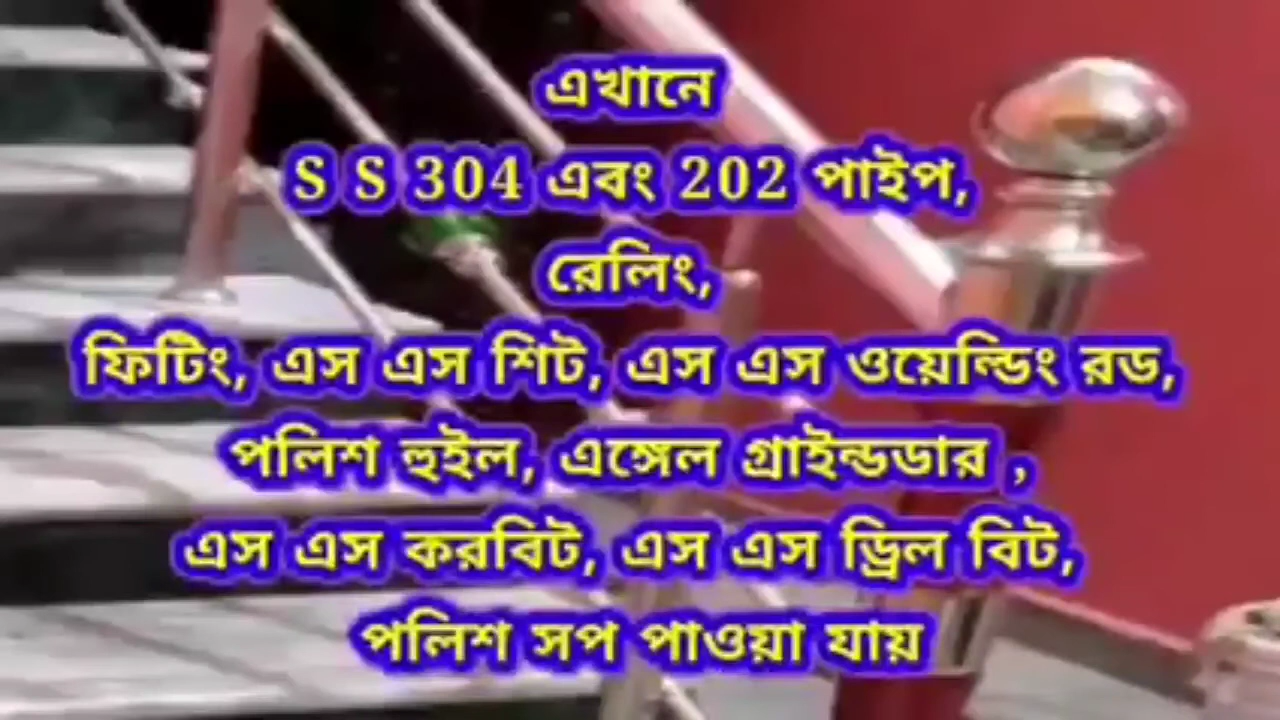 এখানে
S S 304 এবং 202 পাইপ,
রেলিং,
ফিটিং, এস এস শিট, এস এস ওয়েল্ডিং রড,
পলিশ হুইল, এঙ্গেল গ্রাইন্ডডার ,
এস এস করবিট, এস এস ড্রিল বিট,
পলিশ সপ পাওয়া যায়